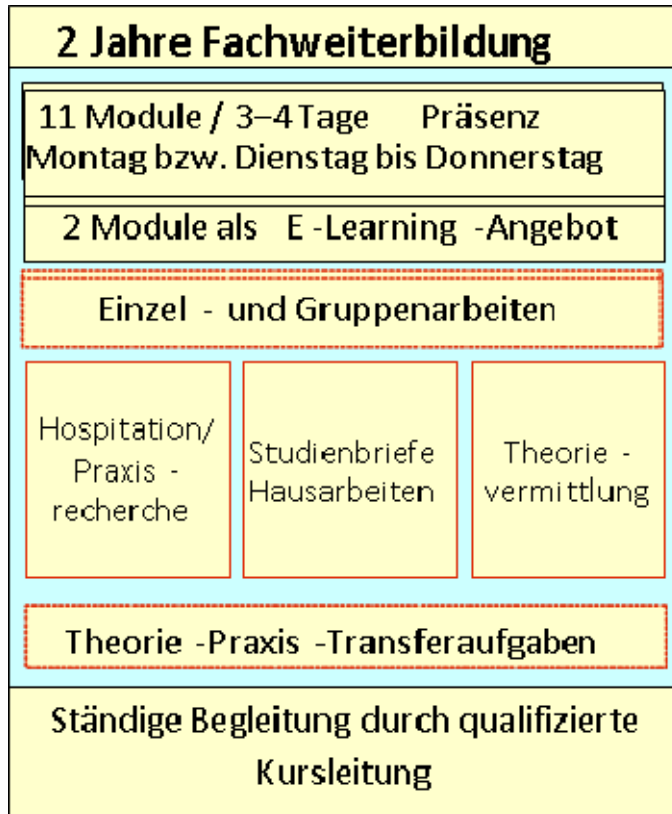 2 Jahre Fachweiterbildung
11 Module / 3–4 Tage Präsenz
Montag bzw. Dienstag bis Donnerstag
2 Module als E -Learning -Angebot
Einzel - und Gruppenarbeiten
Hospitation/
Praxis -
recherche
Studienbriefe
Hausarbeiten
Theorie -
vermittlung
Theorie -Praxis -Transferaufgaben
Ständige Begleitung durch qualifizierte
Kursleitung